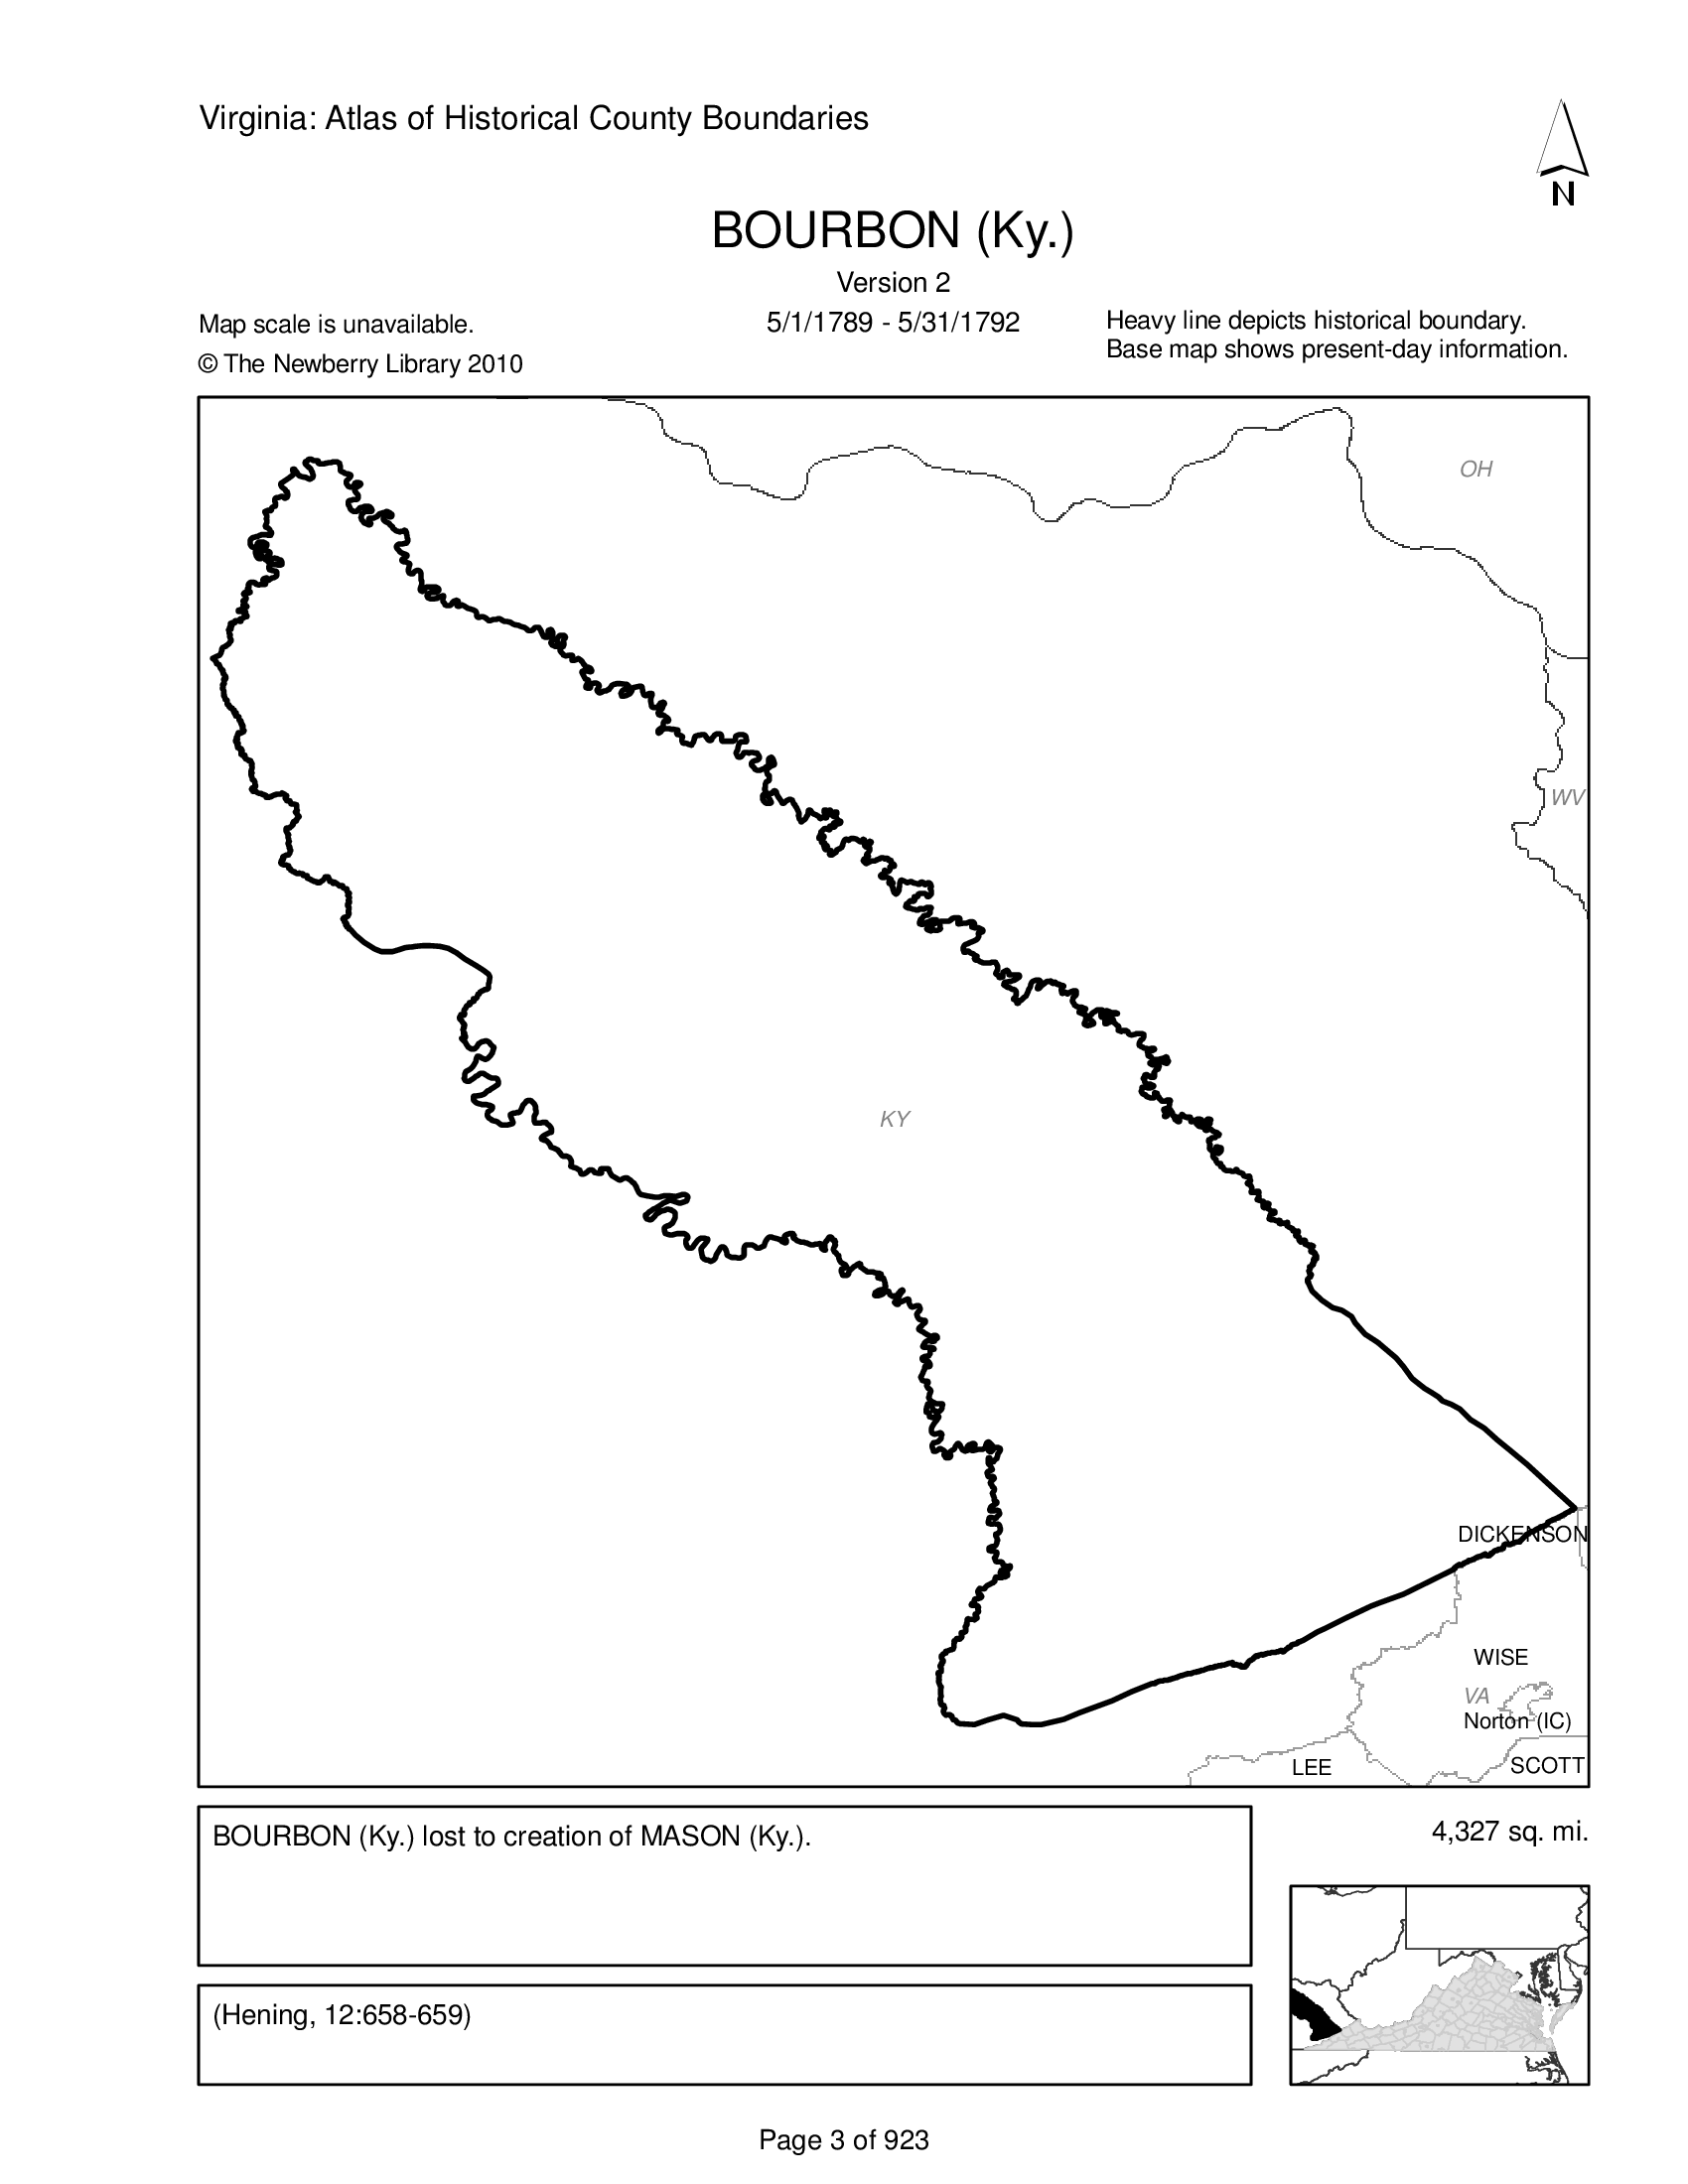 Virginia: Atlas of Historical County Boundaries
N
BOURBON (Ky.)
Version 2
5/1/1789 - 5/31/1792
Map scale is unavailable.
© The Newberry Library 2010
Heavy line depicts historical boundary.
Base map shows present-day information.
OH
WV
KY
DICKENSON
WISE
VA
Norton (IC)
LEE
SCOTT
BOURBON (Ky.) lost to creation of MASON (Ky.).
4,327 sq. mi.
(Hening, 12:658-659)
Page 3 of 923